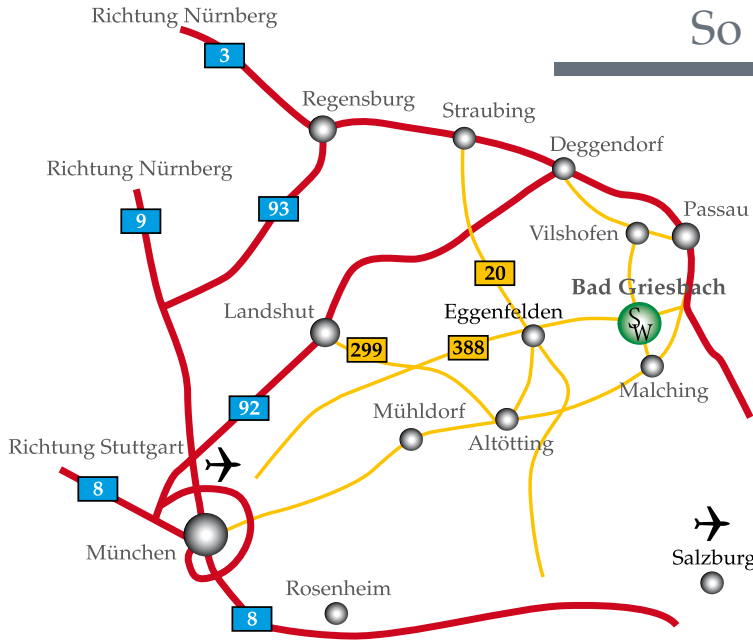 Richtung Nürnberg
So
3
Regensburg
Straubing
Deggendorf
Richtung Nürnberg
93
9
Passau
Vilshofen
20
Bad Griesbach
Landshut
Eggenfelden
SW
299
388
Malching
92
Mühldorf
Altötting
Richtung Stuttgart
8
München
Salzburg
Rosenheim
8